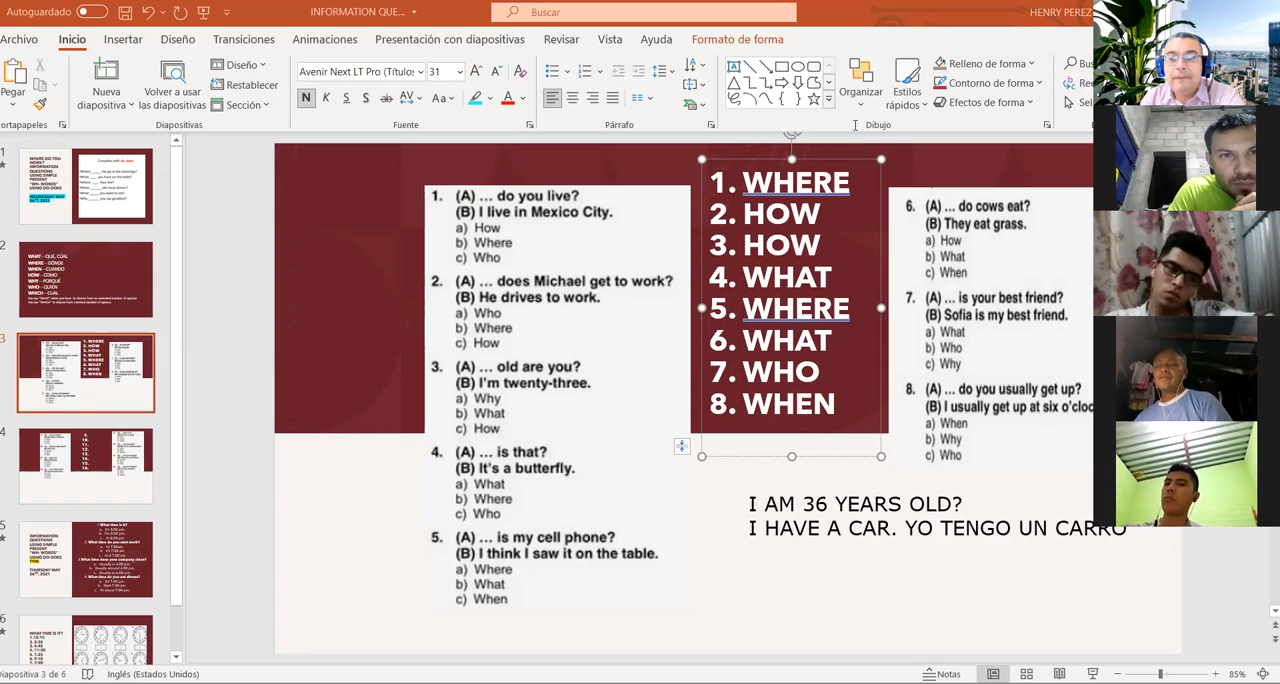 Autoguardado
INFORMATION QUE...
Buscar
HENRY PEREZ
Archivo
Inicio
Insertar
Diseño
Transiciones
Animaciones
Presentación con diapositivas
Revisar
Vista
Ayuda
Formato de forma
Pegar
Nueva diapositiva
Volver a usar las diapositivas
Diseño
Restablecer
Sección
Avenir Next LT Pro (Título
31
Organizar
Estilos rápidos
Relleno de forma
Contorno de forma
Efectos de forma
Diapositivas
Fuente
Párrafo
Dibujo
1. (A) ... do you live?
(B) I live in Mexico City.
a) How
b) Where
c) Who
2. (A) ... does Michael get to work?
(B) He drives to work.
a) Who
b) Where
c) How
3. (A) ... old are you?
(B) I'm twenty-three.
a) Why
b) What
c) How
4. (A) ... is that?
(B) It's a butterfly.
a) What
b) Where
c) Who
5. (A) ... is my cell phone?
(B) I think I saw it on the table.
a) Where
b) What
c) When
1. WHERE
2. HOW
3. HOW
4. WHAT
5. WHERE
6. WHAT
7. WHO
8. WHEN
6. (A) ... do cows eat?
(B) They eat grass.
a) How
b) What
c) When
7. (A) ... is your best friend?
(B) Sofia is my best friend.
a) What
b) Who
c) Why
8. (A) ... do you usually get up?
(B) I usually get up at six o'cloc
a) When
b) Why
c) Who
I AM 36 YEARS OLD?
I HAVE A CAR. YO TENGO UN CARRO
Diapositiva 3 de 6
Inglés (Estados Unidos)
Notas
85%